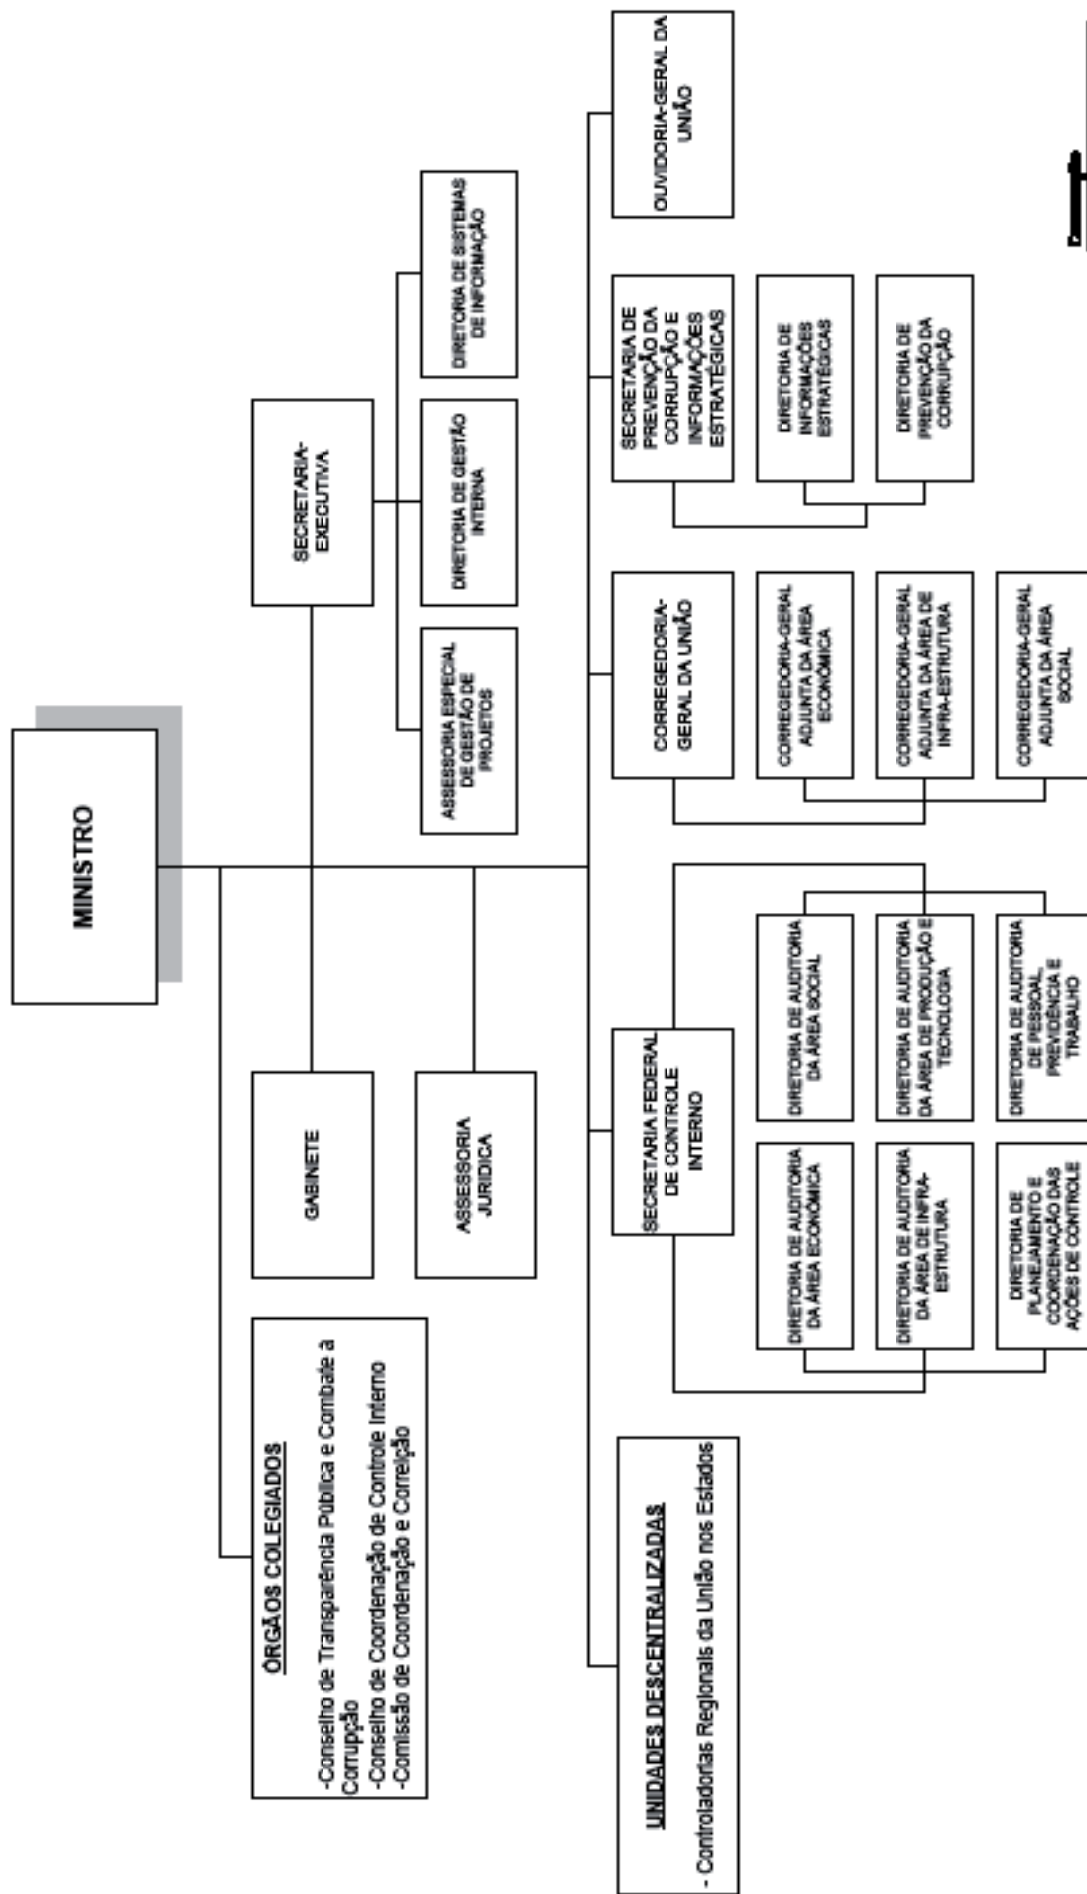 MINISTRO
ÓRGÃOS COLEGIADOS
-Conselho de Transparência Pública e Combate à
Corrupção
-Conselho de Coordenação de Controle Interno
-Comissão de Coordenação e Correição
GABINETE
SECRETARIA-
EXECUTIVA
ASSESSORIA
JURIDICA
ASSESSORIA ESPECIAL
DE GESTÃO DE
PROJETOS
DIRETORIA DE GESTÃO
INTERNA
DIRETORIA DE SISTEMAS
DE INFORMAÇÃO
UNIDADES DESCENTRALIZADAS
- Controladorias Regionais da União nos Estados
SECRETARIA FEDERAL
DE CONTROLE
INTERNO
DIRETORIA DE AUDITORIA
DA ÁREA ECONÔMICA
DIRETORIA DE AUDITORIA
DA ÁREA SOCIAL
DIRETORIA DE AUDITORIA
DA ÁREA DE INFRA-
ESTRUTURA
DIRETORIA DE AUDITORIA
DA ÁREA DE PRODUÇÃO E
TECNOLOGIA
DIRETORIA DE
PLANEJAMENTO E
COORDENAÇÃO DAS
AÇÕES DE CONTROLE
DIRETORIA DE AUDITORIA
DE PESSOAL,
PREVIDÊNCIA E
TRABALHO
CORREGEDORIA-
GERAL DA UNIÃO
CORREGEDORIA-GERAL
ADJUNTA DA ÁREA
ECONÔMICA
CORREGEDORIA-GERAL
ADJUNTA DA ÁREA DE
INFRA-ESTRUTURA
CORREGEDORIA-GERAL
ADJUNTA DA ÁREA
SOCIAL
SECRETARIA DE
PREVENÇÃO DA
CORRUPÇÃO E
INFORMAÇÕES
ESTRATÉGICAS
DIRETORIA DE
INFORMAÇÕES
ESTRATÉGICAS
DIRETORIA DE
PREVENÇÃO DA
CORRUPÇÃO
OUVIDORIA-GERAL DA
UNIÃO